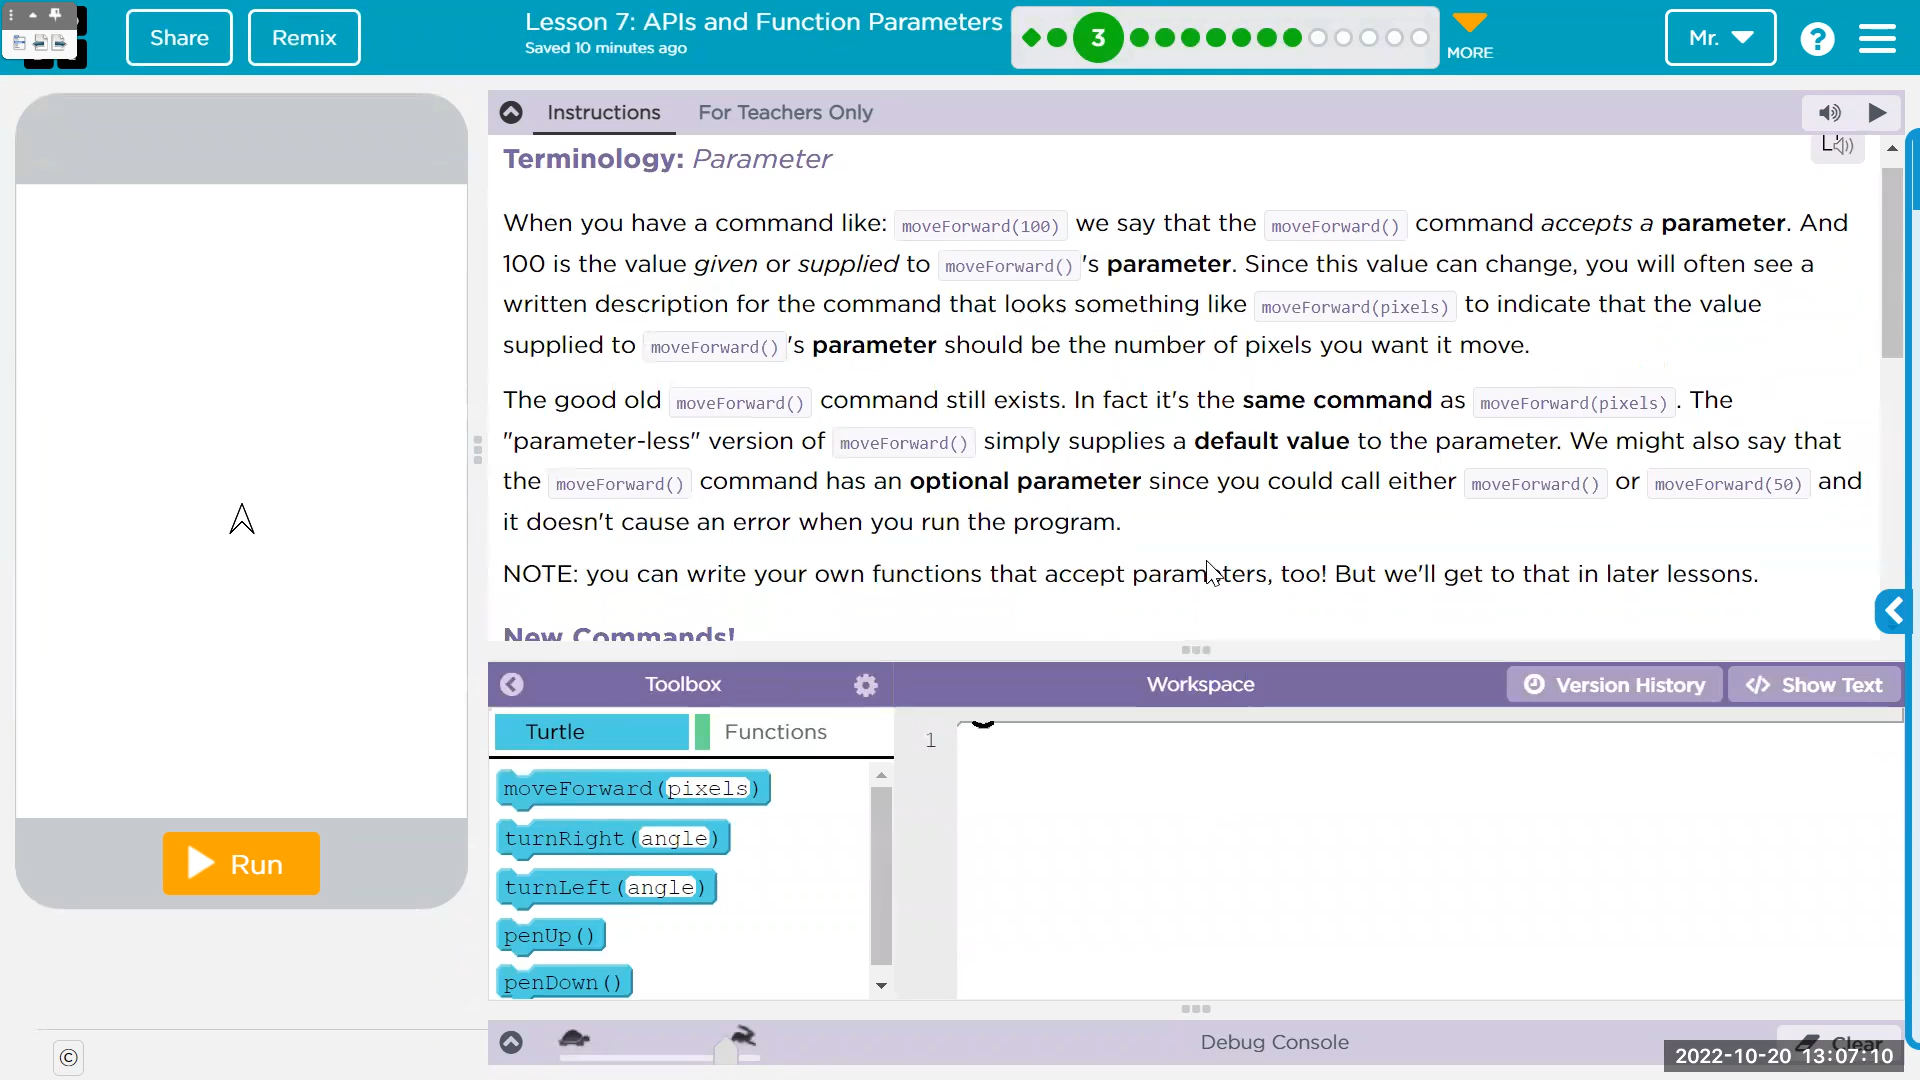 Share
Remix
Lesson 7: APIs and Function Parameters
Saved 10 minutes ago
3
MORE
Mr.
?
Instructions
For Teachers Only
Terminology: Parameter
When you have a command like: moveForward(100) we say that the moveForward() command accepts a parameter. And
100 is the value given or supplied to moveForward() 's parameter. Since this value can change, you will often see a
written description for the command that looks something like moveForward(pixels) to indicate that the value
supplied to moveForward() 's parameter should be the number of pixels you want it move.
The good old moveForward() command still exists. In fact it's the same command as moveForward(pixels) . The
"parameter-less" version of moveForward() simply supplies a default value to the parameter. We might also say that
the moveForward() command has an optional parameter since you could call either moveForward() or moveForward(50) and
it doesn't cause an error when you run the program.
NOTE: you can write your own functions that accept parameters, too! But we'll get to that in later lessons.
New Commands!
Toolbox
Workspace
Version History
</> Show Text
Turtle
Functions
1
moveForward(pixels)
turnRight(angle)
turnLeft(angle)
penUp()
penDown()
Run
Debug Console
Clear
©
2022-10-20 13:07:10